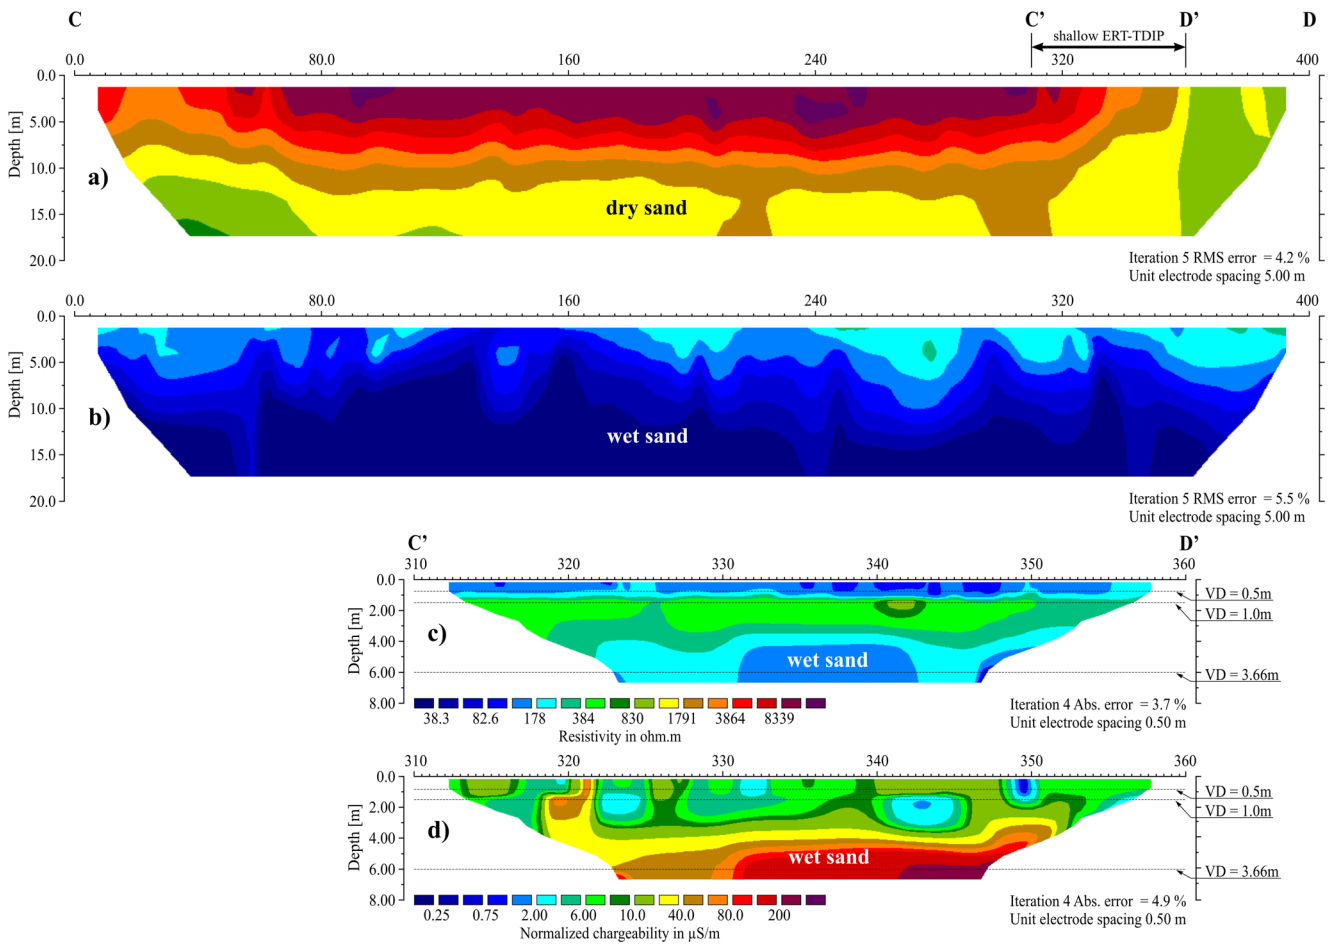 C C’ D’ D
shallow ERT-TDIP
0.0 80.0 160 240 320 400
Depth [m]
0.0
5.00
10.0
15.0
20.0
a)
dry sand
Iteration 5 RMS error = 4.2 %
Unit electrode spacing 5.00 m
0.0 80.0 160 240 320 400
Depth [m]
0.0
5.00
10.0
15.0
20.0
b)
wet sand
Iteration 5 RMS error = 5.5 %
Unit electrode spacing 5.00 m
C’ D’
310 320 330 340 350 360
Depth [m]
0.0
2.00
4.00
6.00
8.00
c)
wet sand
VD = 0.5m
VD = 1.0m
VD = 3.66m
38.3 82.6 178 384 830 1791 3864 8339
Resistivity in ohm.m
Iteration 4 Abs. error = 3.7 %
Unit electrode spacing 0.50 m
310 320 330 340 350 360
Depth [m]
0.0
2.00
4.00
6.00
8.00
d)
wet sand
VD = 0.5m
VD = 1.0m
VD = 3.66m
0.25 0.75 2.00 6.00 10.0 40.0 80.0 200
Normalized chargeability in µS/m
Iteration 4 Abs. error = 4.9 %
Unit electrode spacing 0.50 m